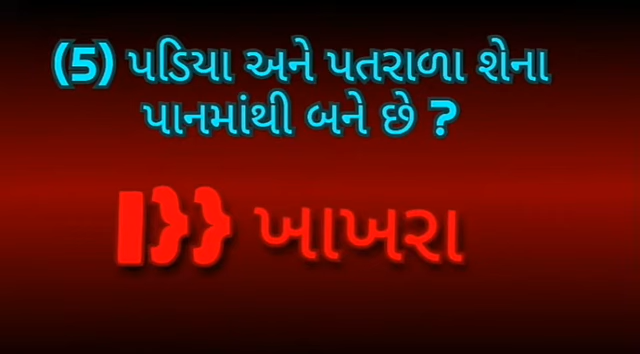 (5) પડિયા અને પતરાળા શેના
પાનમાંથી બને છે ?
ખાખરા